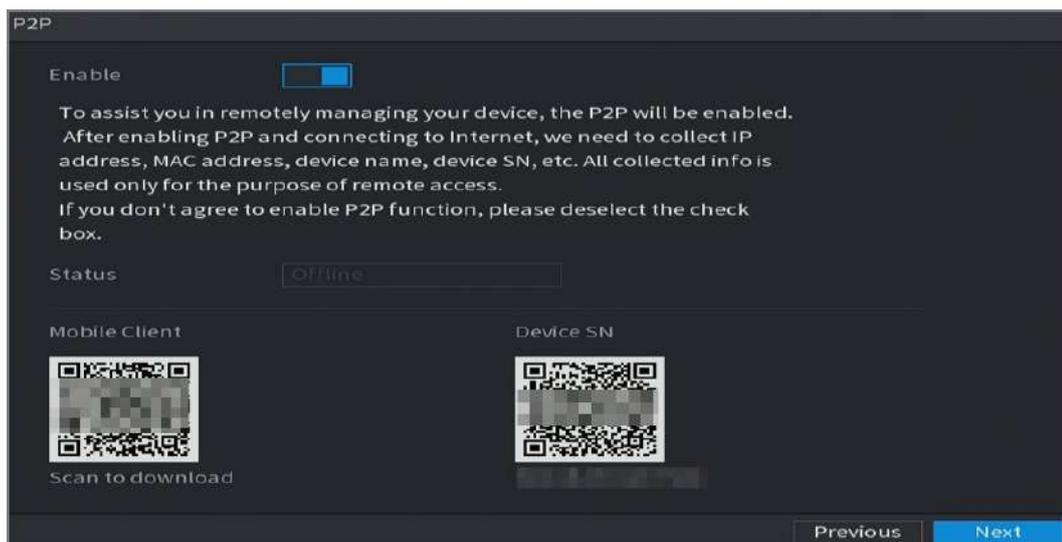 P2P
Enable
To assist you in remotely managing your device, the P2P will be enabled.
After enabling P2P and connecting to Internet, we need to collect IP
address, MAC address, device name, device SN, etc. All collected info is
used only for the purpose of remote access.
If you don't agree to enable P2P function, please deselect the check
box.
Status Offline
Mobile Client Device SN
Scan to download
Previous Next